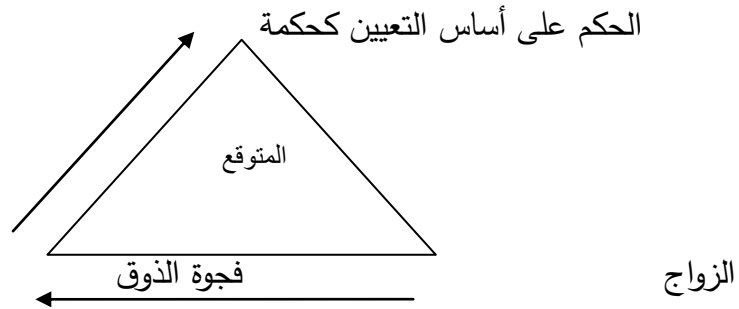 الحكم على أساس التعيين كحكمة
المتوقع
الزواج فجوة الذوق